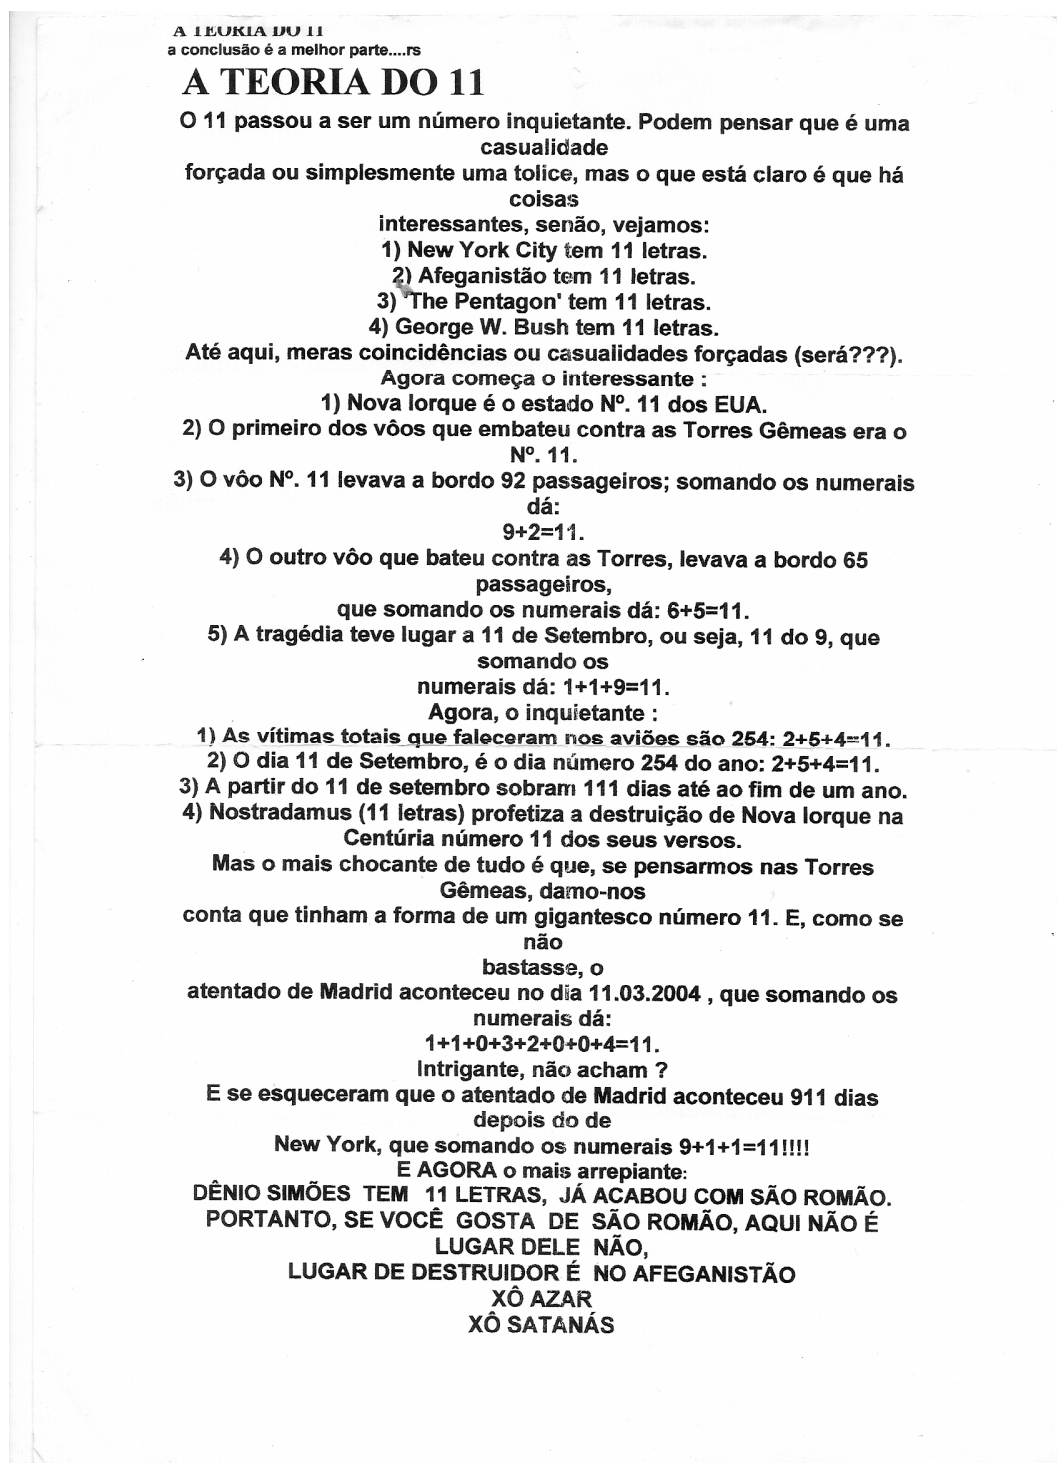 A TEORIA DO 11
a conclusão é a melhor parte....rs
A TEORIA DO 11
O 11 passou a ser um número inquietante. Podem pensar que é uma
casualidade
forçada ou simplesmente uma tolice, mas o que está claro é que há
coisas
interessantes, senão, vejamos:
1) New York City tem 11 letras.
2) Afeganistão tem 11 letras.
3) 'The Pentagon' tem 11 letras.
4) George W. Bush tem 11 letras.
Até aqui, meras coincidências ou casualidades forçadas (será???).
Agora começa o interessante :
1) Nova Iorque é o estado Nº. 11 dos EUA.
2) O primeiro dos vôos que embateu contra as Torres Gêmeas era o
Nº. 11.
3) O vôo Nº. 11 levava a bordo 92 passageiros; somando os numerais
dá:
9+2=11.
4) O outro vôo que bateu contra as Torres, levava a bordo 65
passageiros,
que somando os numerais dá: 6+5=11.
5) A tragédia teve lugar a 11 de Setembro, ou seja, 11 do 9, que
somando os
numerais dá: 1+1+9=11.
Agora, o inquietante :
1) As vítimas totais que faleceram nos aviões são 254: 2+5+4=11.
2) O dia 11 de Setembro, é o dia número 254 do ano: 2+5+4=11.
3) A partir do 11 de setembro sobram 111 dias até ao fim de um ano.
4) Nostradamus (11 letras) profetiza a destruição de Nova Iorque na
Centúria número 11 dos seus versos.
Mas o mais chocante de tudo é que, se pensarmos nas Torres
Gêmeas, damo-nos
conta que tinham a forma de um gigantesco número 11. E, como se
não
bastasse, o
atentado de Madrid aconteceu no dia 11.03.2004 , que somando os
numerais dá:
1+1+0+3+2+0+0+4=11.
Intrigante, não acham ?
E se esqueceram que o atentado de Madrid aconteceu 911 dias
depois do de
New York, que somando os numerais 9+1+1=11!!!!
E AGORA o mais arrepiante:
DÊNIO SIMÕES TEM 11 LETRAS, JÁ ACABOU COM SÃO ROMÃO.
PORTANTO, SE VOCÊ GOSTA DE SÃO ROMÃO, AQUI NÃO É
LUGAR DELE NÃO,
LUGAR DE DESTRUIDOR É NO AFEGANISTÃO
XÔ AZAR
XÔ SATANÁS